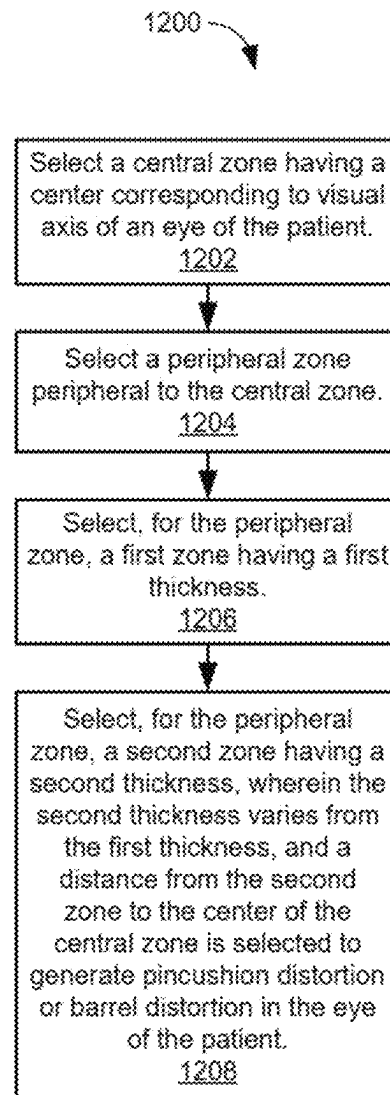 1200
Select a central zone having a
center corresponding to visual
axis of an eye of the patient.
1202
Select a peripheral zone
peripheral to the central zone.
1204
Select, for the peripheral
zone, a first zone having a first
thickness.
1206
Select, for the peripheral
zone, a second zone having a
second thickness, wherein the
second thickness varies from
the first thickness, and a
distance from the second
zone to the center of the
central zone is selected to
generate pincushion distortion
or barrel distortion in the eye
of the patient.
1208